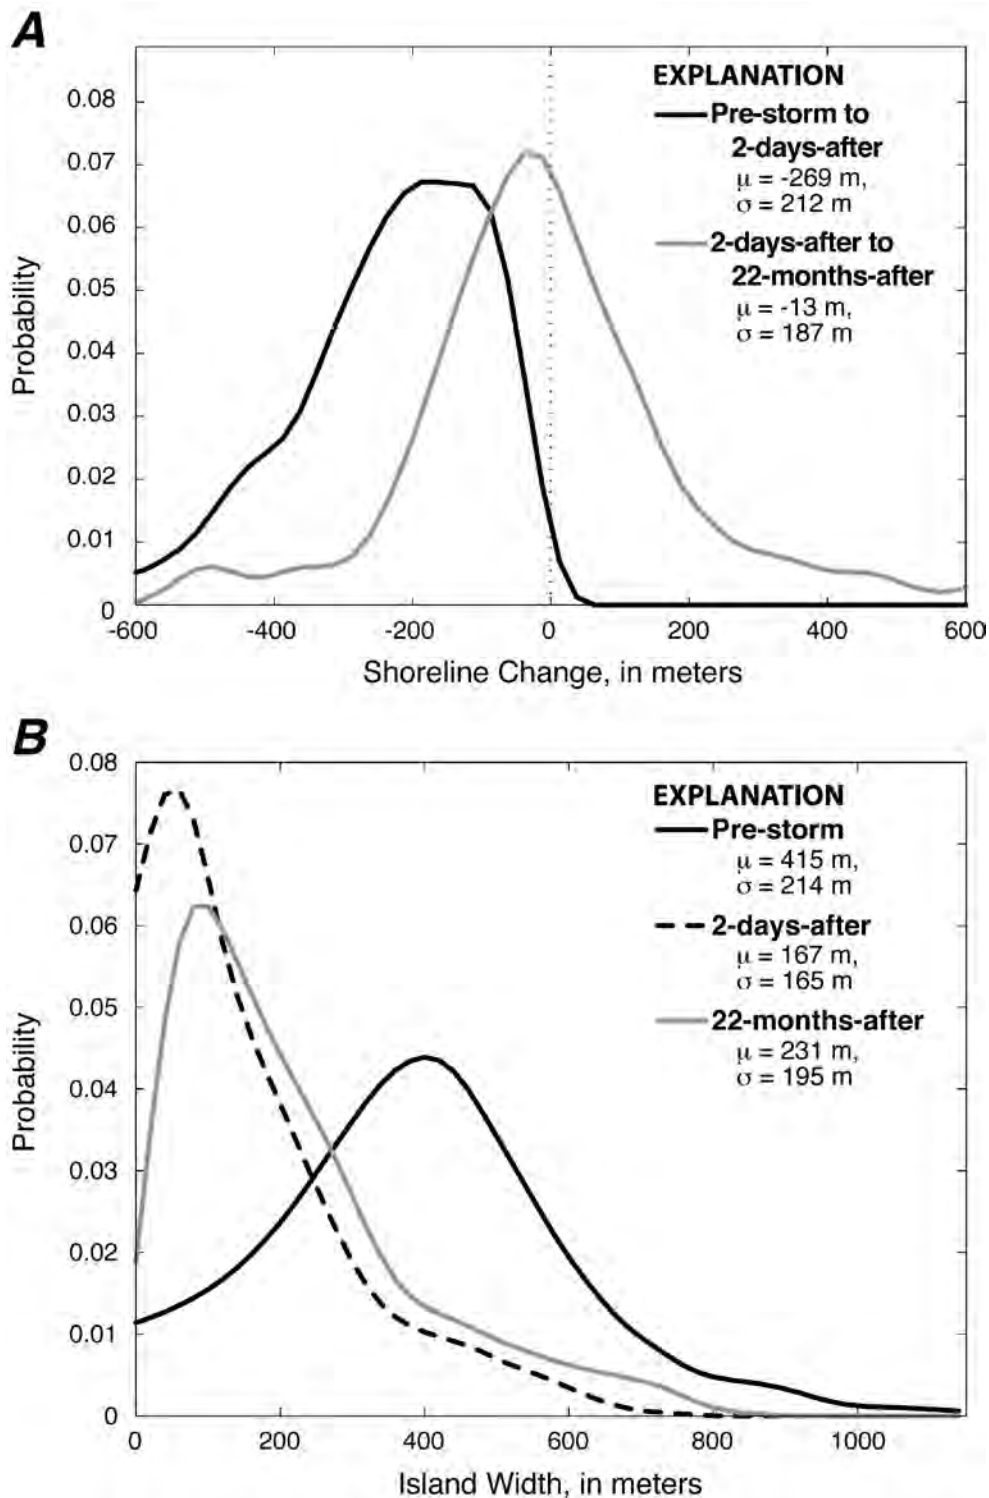 A
EXPLANATION
Pre-storm to
2-days-after
μ = -269 m,
σ = 212 m
2-days-after to
22-months-after
μ = -13 m,
σ = 187 m
Probability
0.08
0.07
0.06
0.05
0.04
0.03
0.02
0.01
0
-600 -400 -200 0 200 400 600
Shoreline Change, in meters
B
EXPLANATION
Pre-storm
μ = 415 m,
σ = 214 m
2-days-after
μ = 167 m,
σ = 165 m
22-months-after
μ = 231 m,
σ = 195 m
Probability
0.08
0.07
0.06
0.05
0.04
0.03
0.02
0.01
0
0 200 400 600 800 1000
Island Width, in meters